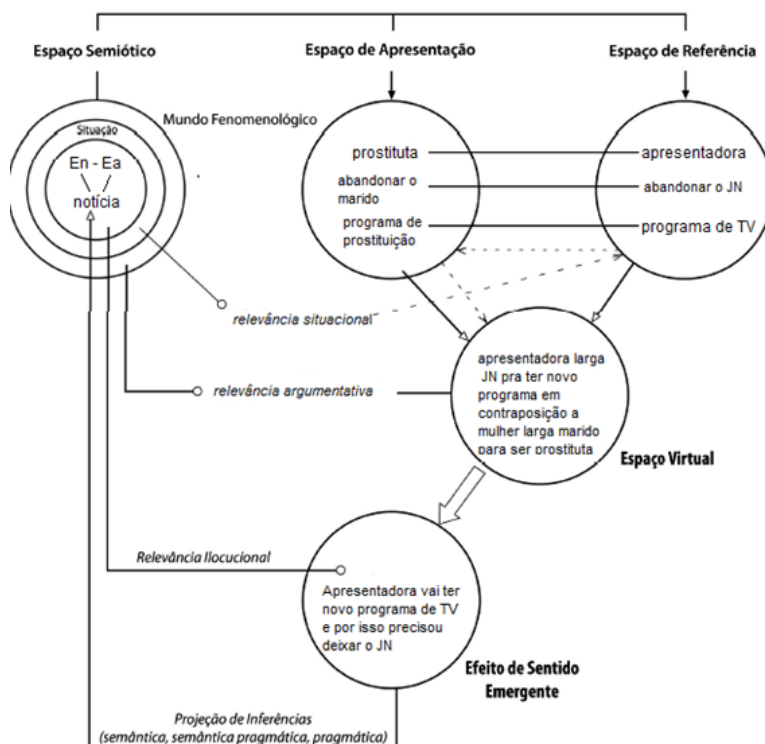 Espaço Semiótico
Espaço de Apresentação
Espaço de Referência
Mundo Fenomenológico
Situação
En - Ea
notícia
prostituta
abandonar o
marido
programa de
prostituição
apresentadora
abandonar o JN
programa de TV
relevância situacional
relevância argumentativa
apresentadora larga
JN pra ter novo
programa em
contraposição a
mulher larga marido
para ser prostituta
Espaço Virtual
Relevância Ilocucional
Apresentadora vai ter
novo programa de TV
e por isso precisou
deixar o JN
Efeito de Sentido
Emergente
Projeção de Inferências
(semântica, semântica pragmática, pragmática)